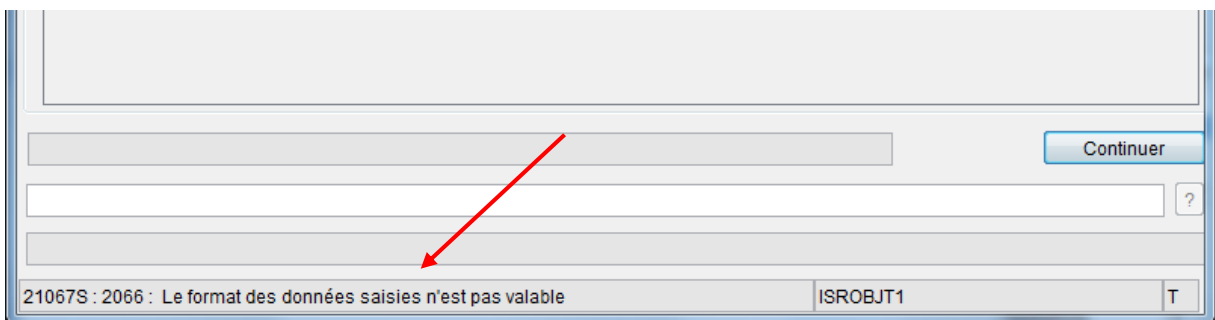 Continuer
?
21067S : 2066 :  Le format des données saisies n'est pas valable ISROBJT1 T